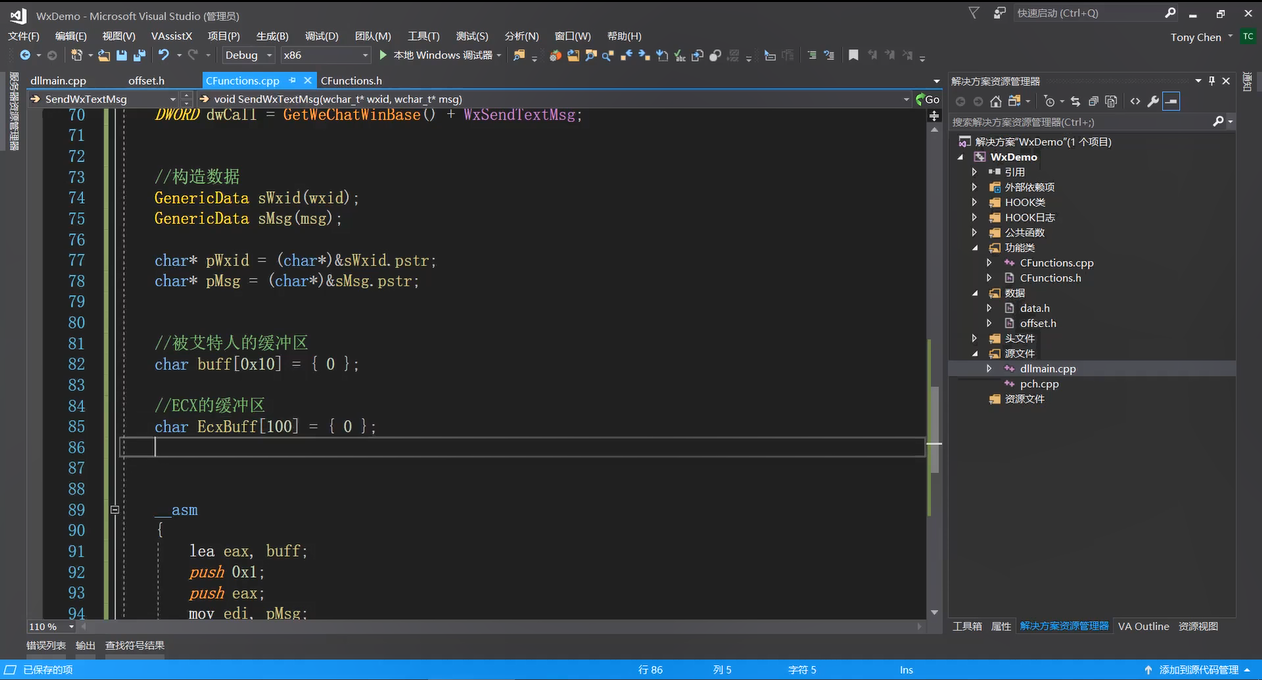 WxDemo - Microsoft Visual Studio (管理员)
快速启动 (Ctrl+Q)
文件(F) 编辑(E) 视图(V) VAssistX 项目(P) 生成(B) 调试(D) 团队(M) 工具(T) 测试(S) 分析(N) 窗口(W) 帮助(H)
Tony Chen TC
Debug x86 本地 Windows 调试器
服务器资源管理器
dllmain.cpp offset.h CFunctions.cpp CFunctions.h
SendWxTextMsg void SendWxTextMsg(wchar_t* wxid, wchar_t* msg) Go
70 DWORD dwCall = GetWeChatWinBase() + WxSendTextMsg;
71
72
73 //构造数据
74 GenericData sWxid(wxid);
75 GenericData sMsg(msg);
76
77 char* pWxid = (char*)&sWxid.pstr;
78 char* pMsg = (char*)&sMsg.pstr;
79
80
81 //被艾特人的缓冲区
82 char buff[0x10] = { 0 };
83
84 //ECX的缓冲区
85 char EcxBuff[100] = { 0 };
86
87
88
89 __asm
90 {
91 lea eax, buff;
92 push 0x1;
93 push eax;
94 mov edi, pMsg;
110 %
解决方案资源管理器
通知
搜索解决方案资源管理器(Ctrl+;)
解决方案"WxDemo"(1 个项目)
WxDemo
引用
外部依赖项
HOOK类
HOOK日志
公共函数
功能类
CFunctions.cpp
CFunctions.h
数据
data.h
offset.h
头文件
源文件
dllmain.cpp
pch.cpp
资源文件
工具箱 属性 解决方案资源管理器 VA Outline 资源视图
错误列表 输出 查找符号结果
已保存的项 行 86 列 5 字符 5 Ins 添加到源代码管理